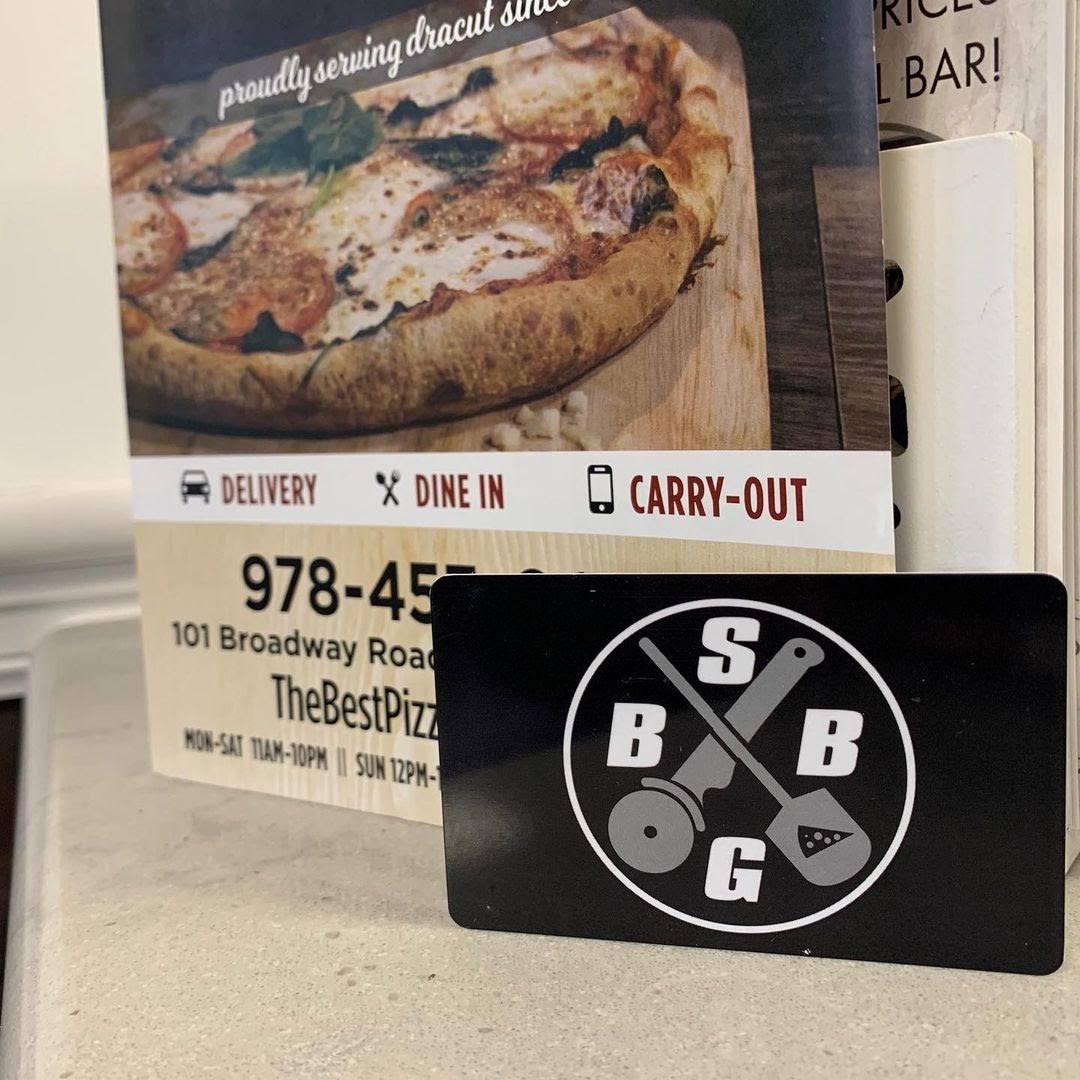 proudly serving dracut since
PRICES
L BAR!
DELIVERY
DINE IN
CARRY-OUT
978-45
101 Broadway Road
TheBestPizz
MON-SAT 11AM-10PM || SUN 12PM-
S
B B
G